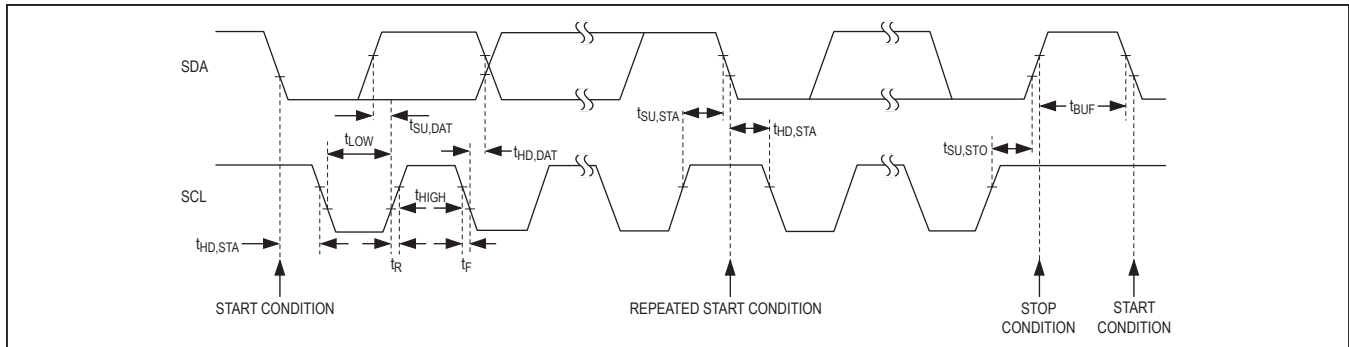 SDA
tSU,DAT
tLOW
tHD,DAT
tSU,STA
tHD,STA
tBUF
tSU,STO
SCL
tHIGH
tHD,STA
tR
tF
START CONDITION
REPEATED START CONDITION
STOP
CONDITION
START
CONDITION